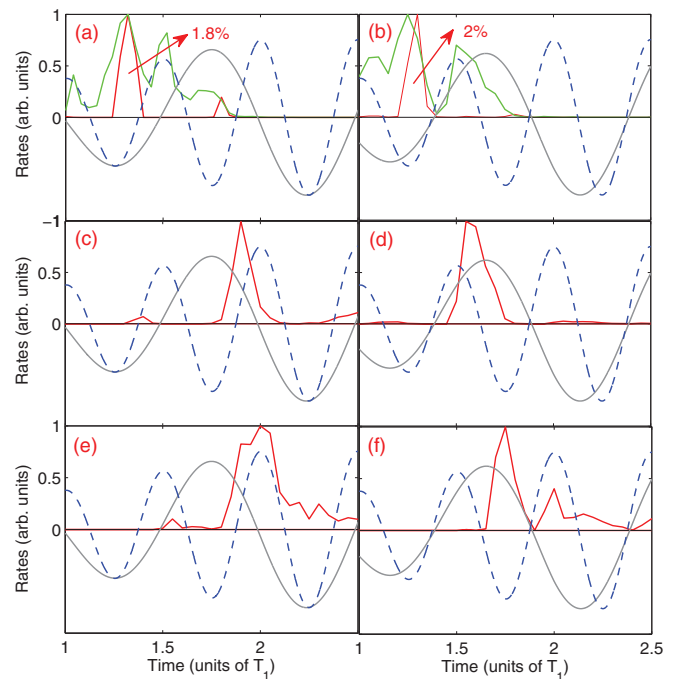 (a)
1.8%
(b)
2%
1
0.5
0
−1
Rates (arb. units)
(c)
(d)
0.5
0
Rates (arb. units)
(e)
(f)
1
0.5
0
Rates (arb. units)
1 1.5 2 1 1.5 2 2.5
Time (units of T1) Time (units of T1)